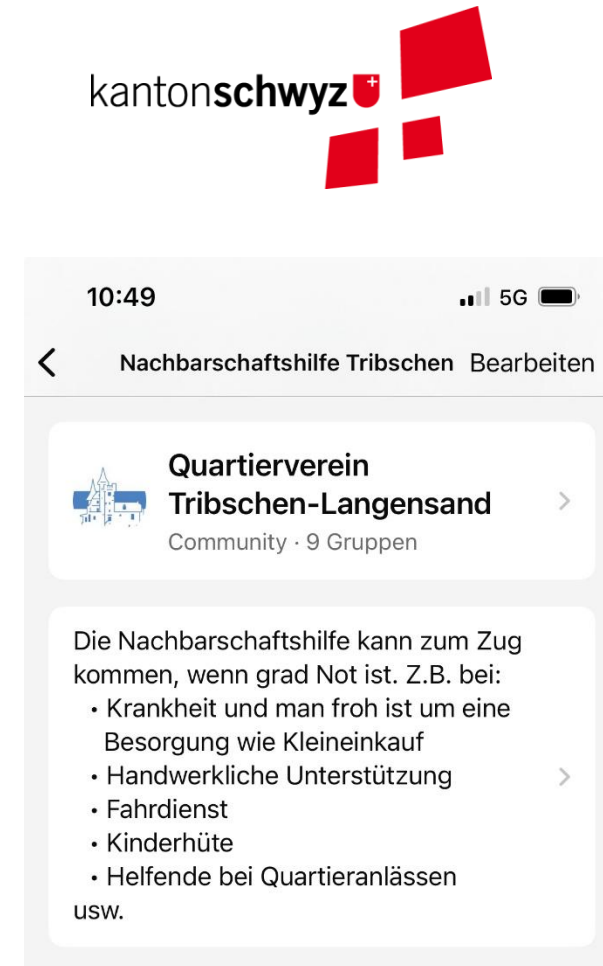 kantonschwyz
10:49 5G
Nachbarschaftshilfe Tribschen Bearbeiten
Quartierverein
Tribschen-Langensand
Community · 9 Gruppen
Die Nachbarschaftshilfe kann zum Zug
kommen, wenn grad Not ist. Z.B. bei:
• Krankheit und man froh ist um eine
Besorgung wie Kleineinkauf
• Handwerkliche Unterstützung
• Fahrdienst
• Kinderhüte
• Helfende bei Quartieranlässen
usw.